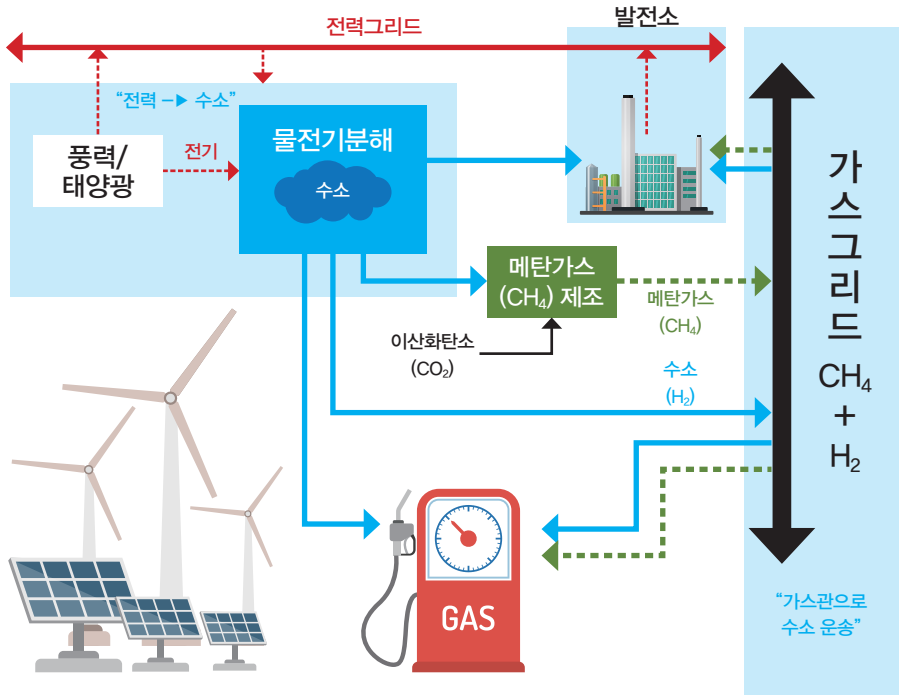 발전소
전력그리드
“전력 → 수소”
풍력/
태양광
전기
물전기분해
수소
메탄가스
(CH₄) 제조
이산화탄소
(CO₂)
메탄가스
(CH₄)
수소
(H₂)
가스그리드
CH₄
+
H₂
GAS
“가스관으로
수소 운송”